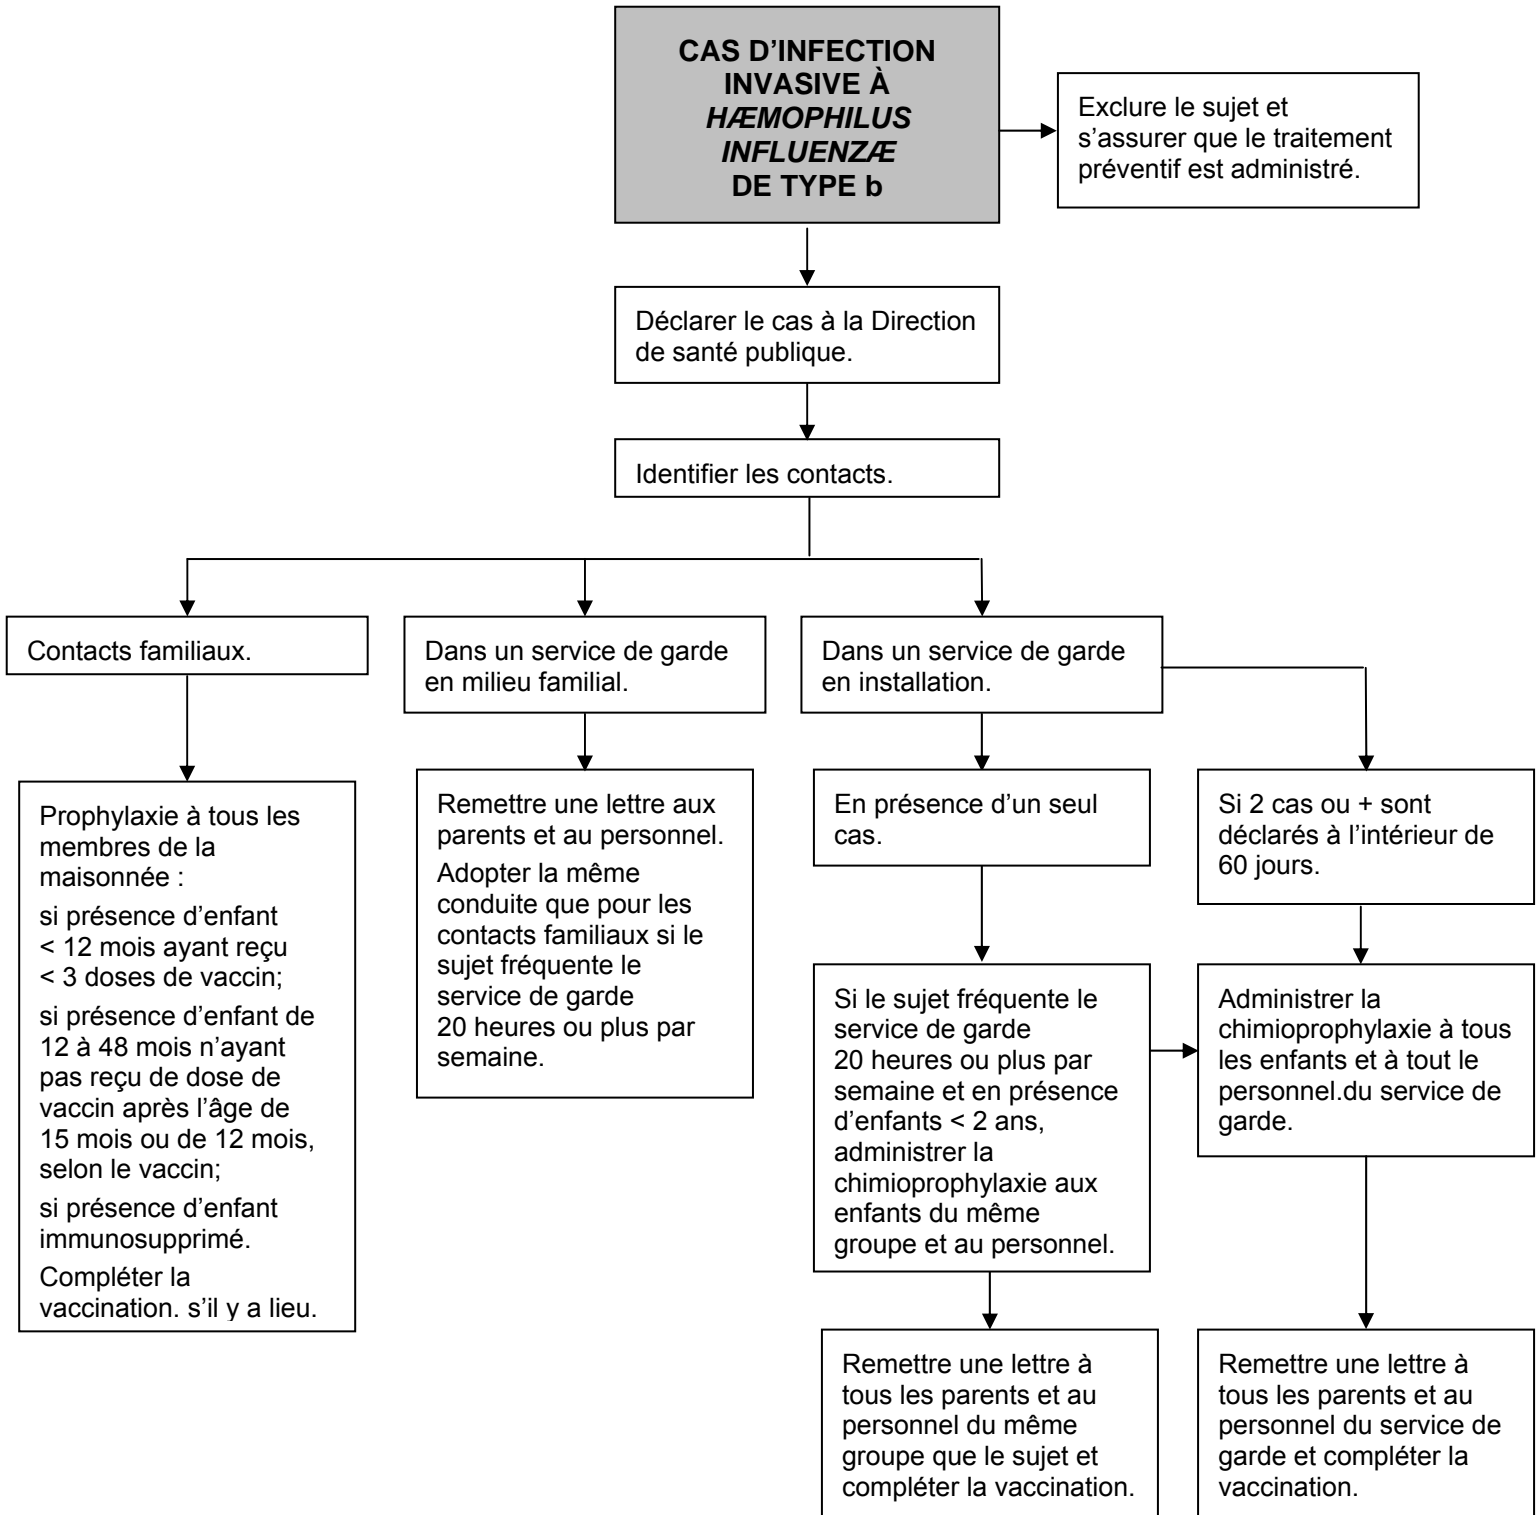 CAS D’INFECTION
INVASIVE À
HÆMOPHILUS
INFLUENZÆ
DE TYPE b
Exclure le sujet et
s’assurer que le traitement
préventif est administré.
Déclarer le cas à la Direction
de santé publique.
Identifier les contacts.
Contacts familiaux.
Dans un service de garde
en milieu familial.
Dans un service de garde
en installation.
Prophylaxie à tous les
membres de la
maisonnée :
si présence d’enfant
< 12 mois ayant reçu
< 3 doses de vaccin;
si présence d’enfant de
12 à 48 mois n’ayant
pas reçu de dose de
vaccin après l’âge de
15 mois ou de 12 mois,
selon le vaccin;
si présence d’enfant
immunosupprimé.
Compléter la
vaccination. s’il y a lieu.
Remettre une lettre aux
parents et au personnel.
Adopter la même
conduite que pour les
contacts familiaux si le
sujet fréquente le
service de garde
20 heures ou plus par
semaine.
En présence d’un seul
cas.
Si 2 cas ou + sont
déclarés à l’intérieur de
60 jours.
Si le sujet fréquente le
service de garde
20 heures ou plus par
semaine et en présence
d’enfants < 2 ans,
administrer la
chimioprophylaxie aux
enfants du même
groupe et au personnel.
Administrer la
chimioprophylaxie à tous
les enfants et à tout le
personnel.du service de
garde.
Remettre une lettre à
tous les parents et au
personnel du même
groupe que le sujet et
compléter la vaccination.
Remettre une lettre à
tous les parents et au
personnel du service de
garde et compléter la
vaccination.